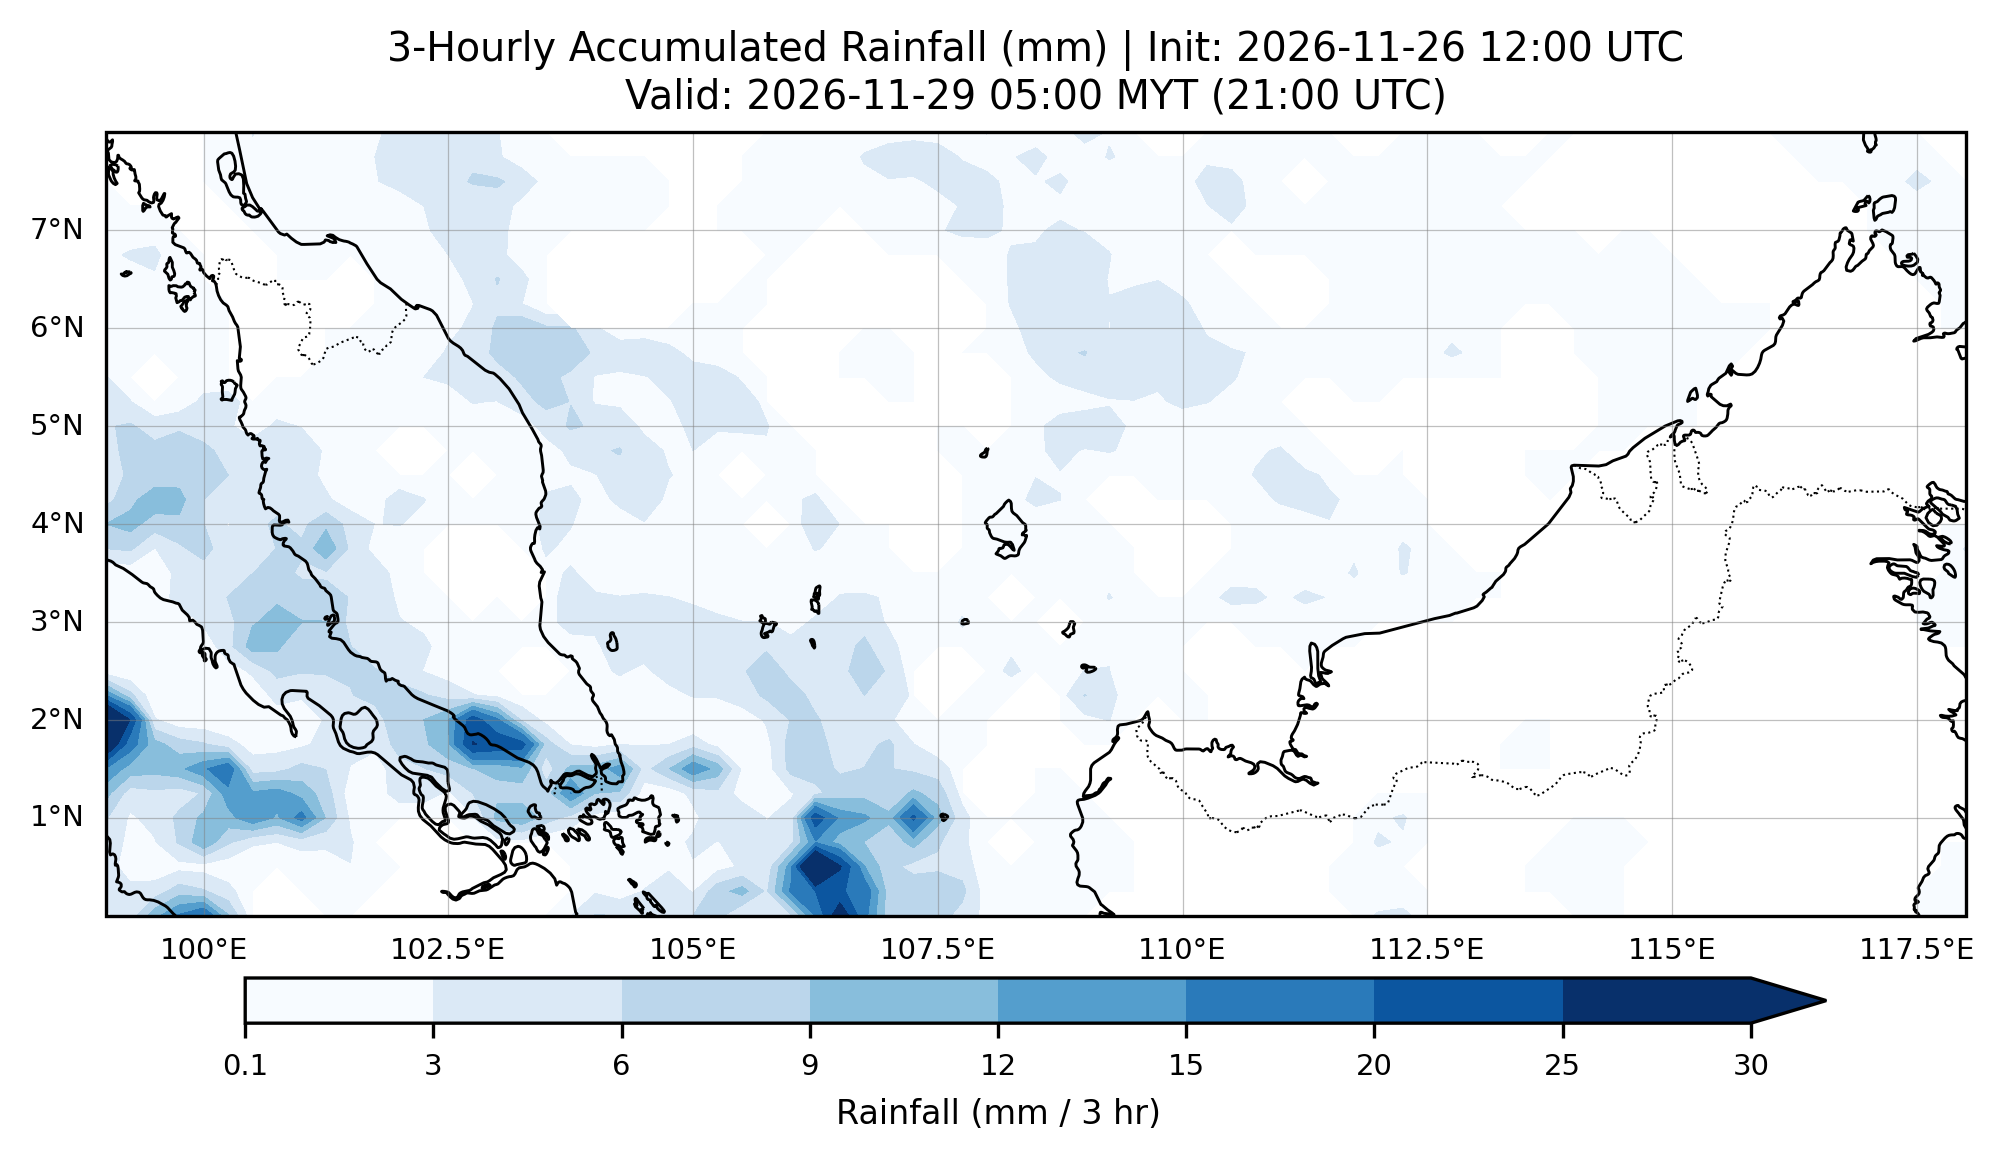 3-Hourly Accumulated Rainfall (mm) | Init: 2026-11-26 12:00 UTC
Valid: 2026-11-29 05:00 MYT (21:00 UTC)
7°N
6°N
5°N
4°N
3°N
2°N
1°N
100°E 102.5°E 105°E 107.5°E 110°E 112.5°E 115°E 117.5°E
0.1 3 6 9 12 15 20 25 30
Rainfall (mm / 3 hr)